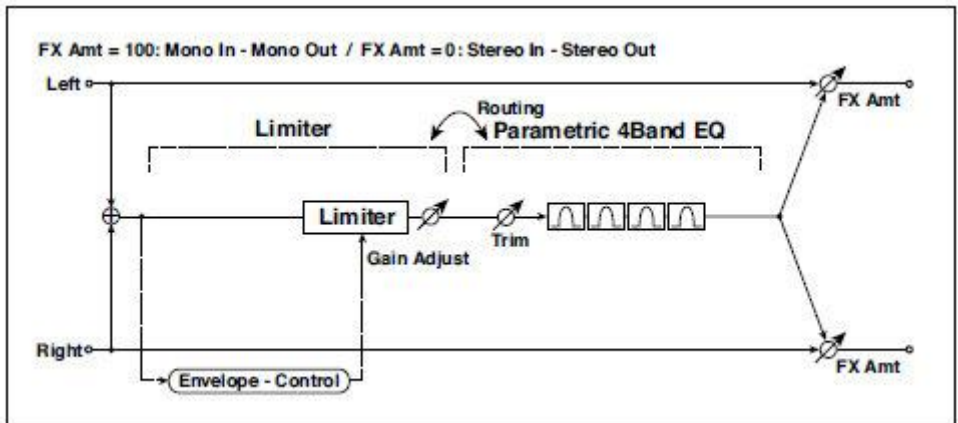 FX Amt = 100: Mono In - Mono Out / FX Amt = 0: Stereo In - Stereo Out
Left
FX Amt
Routing
Limiter
Parametric 4Band EQ
Limiter
Trim
Gain Adjust
Right
FX Amt
Envelope - Control